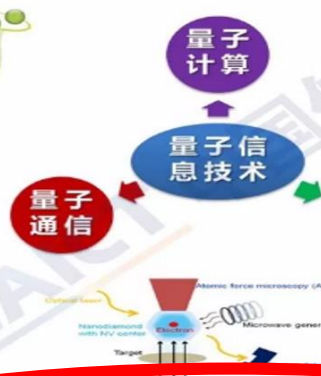 量子
计算
量子信
息技术
量子
通信
Atomic force microscopy (A
Optical laser
Electron
Nanodiamond
with NV center
Microwave gener
Target